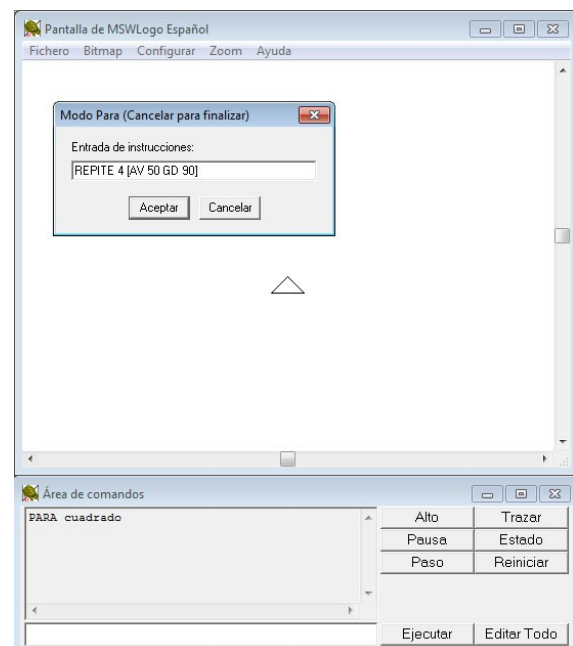 Pantalla de MSWLogo Español
Fichero Bitmap Configurar Zoom Ayuda
Modo Para (Cancelar para finalizar)
Entrada de instrucciones:
REPITE 4 [AV 50 GD 90]
Aceptar Cancelar
Área de comandos
PARA cuadrado
Alto Trazar
Pausa Estado
Paso Reiniciar
Ejecutar Editar Todo